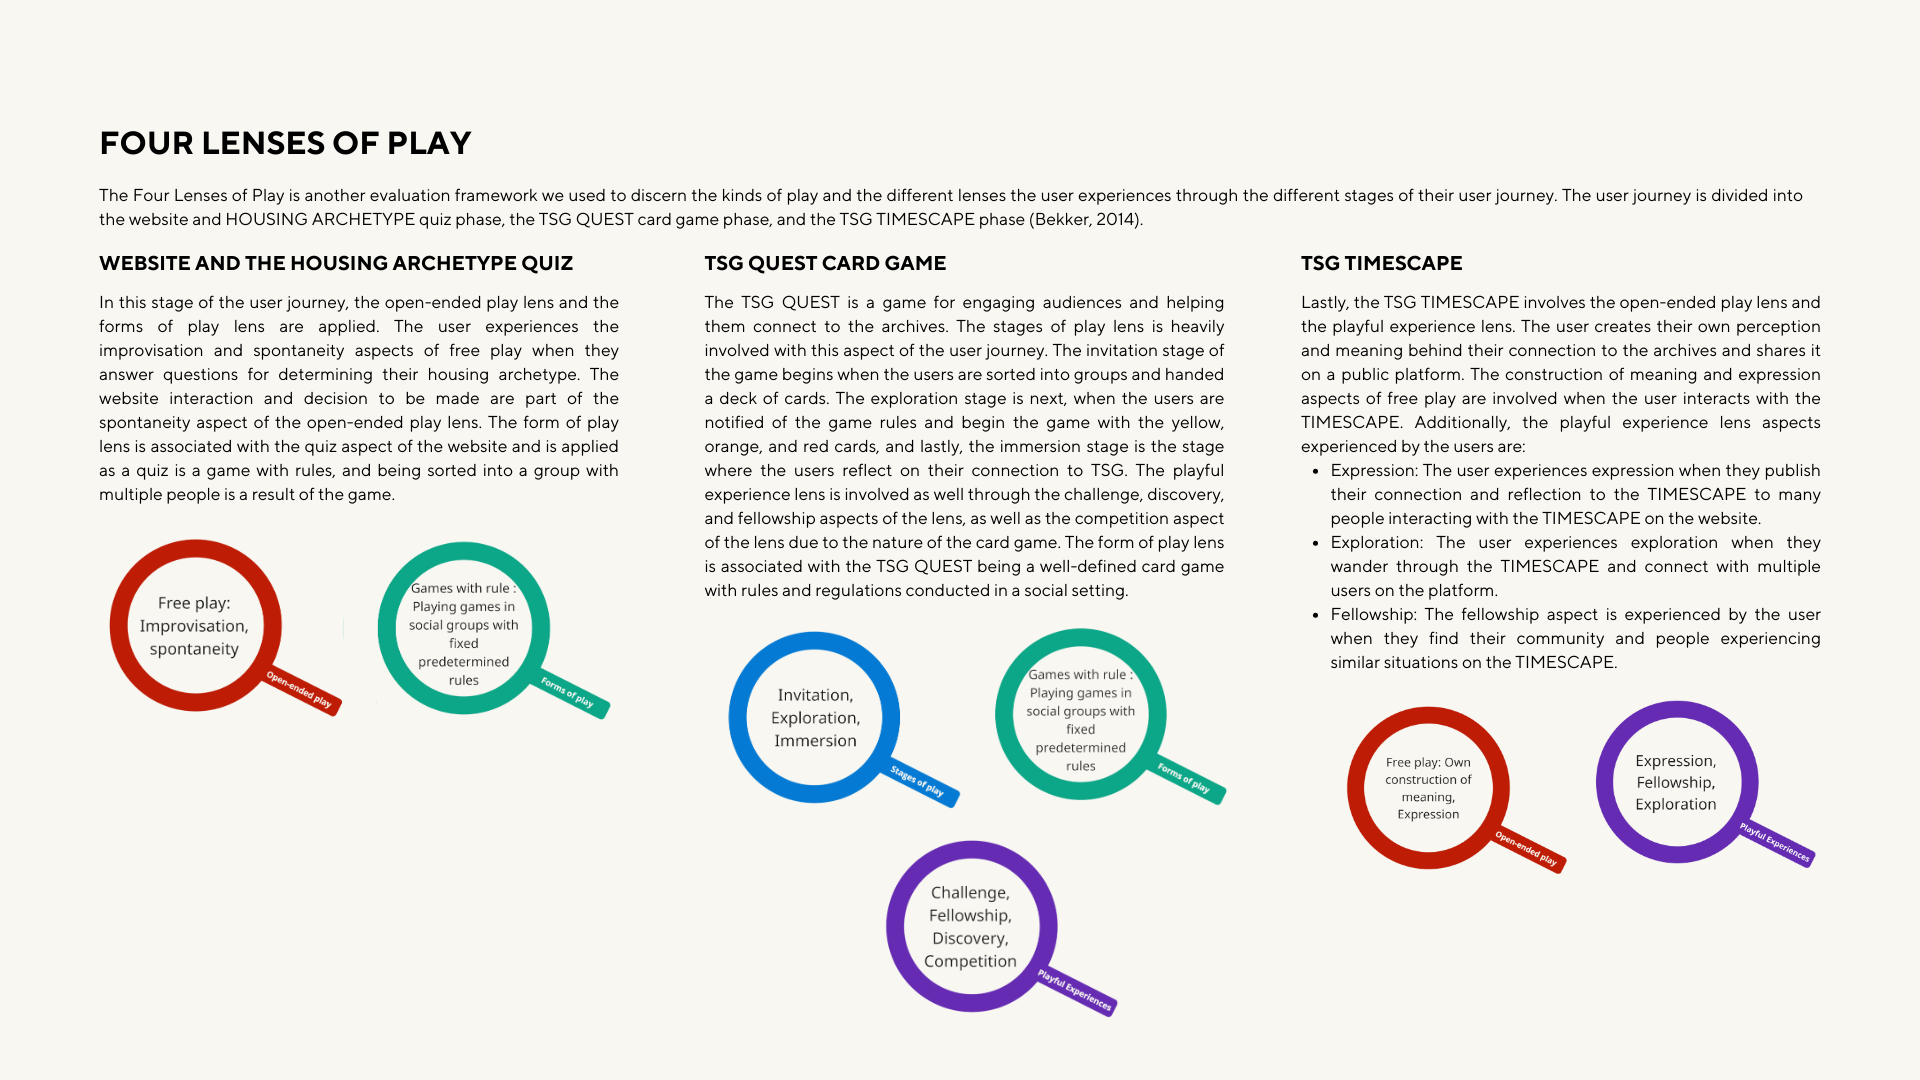 FOUR LENSES OF PLAY
The Four Lenses of Play is another evaluation framework we used to discern the kinds of play and the different lenses the user experiences through the different stages of their user journey. The user journey is divided into
the website and HOUSING ARCHETYPE quiz phase, the TSG QUEST card game phase, and the TSG TIMESCAPE phase (Bekker, 2014).
WEBSITE AND THE HOUSING ARCHETYPE QUIZ
In this stage of the user journey, the open-ended play lens and the
forms of play lens are applied. The user experiences the
improvisation and spontaneity aspects of free play when they
answer questions for determining their housing archetype. The
website interaction and decision to be made are part of the
spontaneity aspect of the open-ended play lens. The form of play
lens is associated with the quiz aspect of the website and is applied
as a quiz is a game with rules, and being sorted into a group with
multiple people is a result of the game.
Free play:
Improvisation,
spontaneity
Open-ended play
Games with rule :
Playing games in
social groups with
fixed
predetermined
rules
Forms of play
TSG QUEST CARD GAME
The TSG QUEST is a game for engaging audiences and helping
them connect to the archives. The stages of play lens is heavily
involved with this aspect of the user journey. The invitation stage of
the game begins when the users are sorted into groups and handed
a deck of cards. The exploration stage is next, when the users are
notified of the game rules and begin the game with the yellow,
orange, and red cards, and lastly, the immersion stage is the stage
where the users reflect on their connection to TSG. The playful
experience lens is involved as well through the challenge, discovery,
and fellowship aspects of the lens, as well as the competition aspect
of the lens due to the nature of the card game. The form of play lens
is associated with the TSG QUEST being a well-defined card game
with rules and regulations conducted in a social setting.
Invitation,
Exploration,
Immersion
Stages of play
Games with rule :
Playing games in
social groups with
fixed
predetermined
rules
Forms of play
Challenge,
Fellowship,
Discovery,
Competition
Playful Experiences
TSG TIMESCAPE
Lastly, the TSG TIMESCAPE involves the open-ended play lens and
the playful experience lens. The user creates their own perception
and meaning behind their connection to the archives and shares it
on a public platform. The construction of meaning and expression
aspects of free play are involved when the user interacts with the
TIMESCAPE. Additionally, the playful experience lens aspects
experienced by the users are:
• Expression: The user experiences expression when they publish
their connection and reflection to the TIMESCAPE to many
people interacting with the TIMESCAPE on the website.
• Exploration: The user experiences exploration when they
wander through the TIMESCAPE and connect with multiple
users on the platform.
• Fellowship: The fellowship aspect is experienced by the user
when they find their community and people experiencing
similar situations on the TIMESCAPE.
Free play: Own
construction of
meaning,
Expression
Open-ended play
Expression,
Fellowship,
Exploration
Playful Experiences